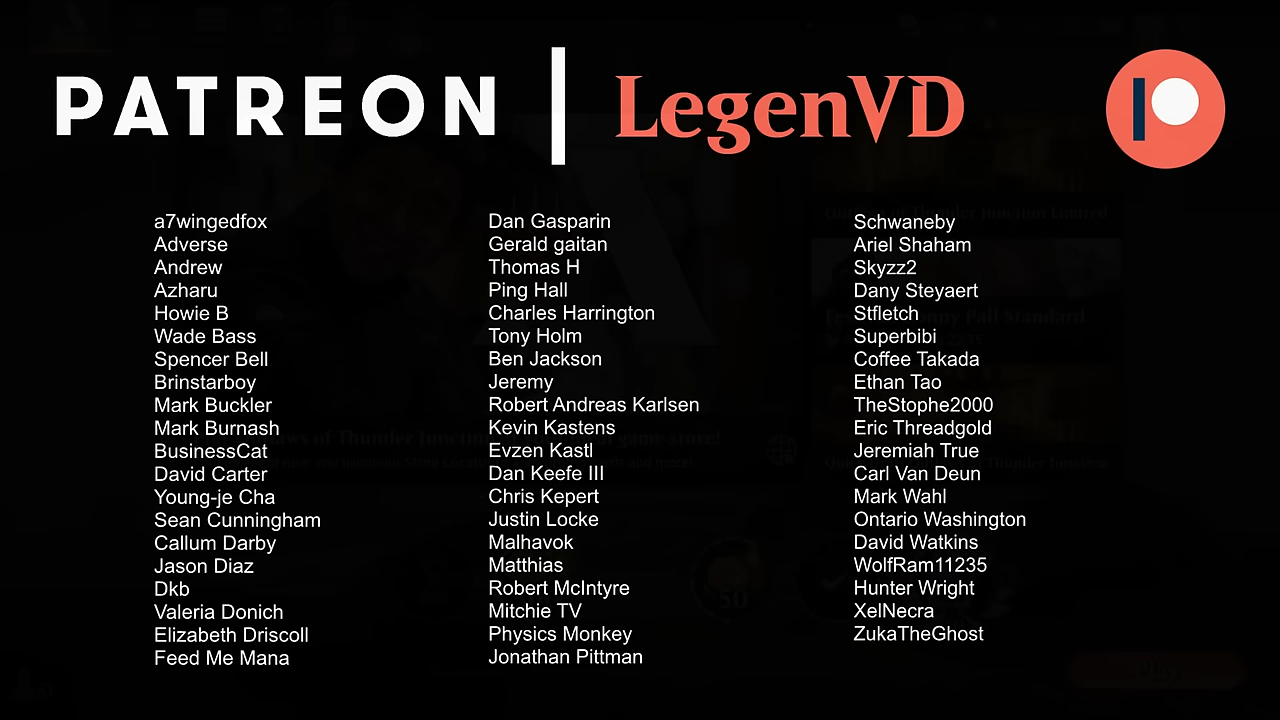 PATREON | LegenVD
a7wingedfox
Adverse
Andrew
Azharu
Howie B
Wade Bass
Spencer Bell
Brinstarboy
Mark Buckler
Mark Burnash
BusinessCat
David Carter
Young-je Cha
Sean Cunningham
Callum Darby
Jason Diaz
Dkb
Valeria Donich
Elizabeth Driscoll
Feed Me Mana
Dan Gasparin
Gerald gaitan
Thomas H
Ping Hall
Charles Harrington
Tony Holm
Ben Jackson
Jeremy
Robert Andreas Karlsen
Kevin Kastens
Evzen Kastl
Dan Keefe III
Chris Kepert
Justin Locke
Malhavok
Matthias
Robert McIntyre
Mitchie TV
Physics Monkey
Jonathan Pittman
Schwaneby
Ariel Shaham
Skyzz2
Dany Steyaert
Stfletch
Superbibi
Coffee Takada
Ethan Tao
TheStophe2000
Eric Threadgold
Jeremiah True
Carl Van Deun
Mark Wahl
Ontario Washington
David Watkins
WolfRam11235
Hunter Wright
XelNecra
ZukaTheGhost